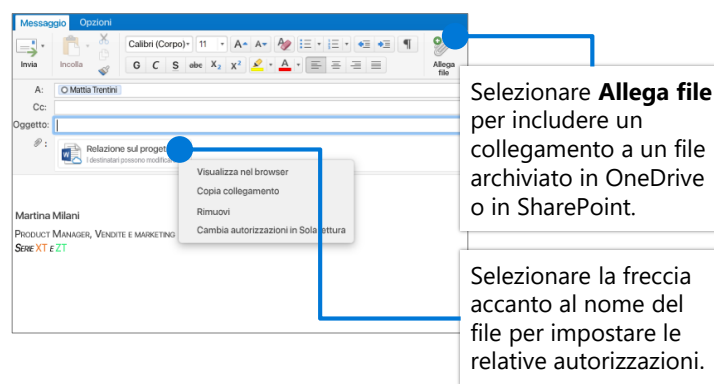 Messaggio Opzioni
Invia Incolla Calibri (Corpo) 11 A A Allega file
G C S abc X₂ X² A
A: Mattia Trentini
Cc:
Oggetto:
Relazione sul
I destinatari possono
Visualizza nel browser
Copia collegamento
Rimuovi
Cambia autorizzazioni in Sola lettura
Martina Milani
PRODUCT MANAGER, VENDITE E MARKETING
SERIE XT E ZT
Selezionare Allega file
per includere un
collegamento a un file
archiviato in OneDrive
o in SharePoint.
Selezionare la freccia
accanto al nome del
file per impostare le
relative autorizzazioni.